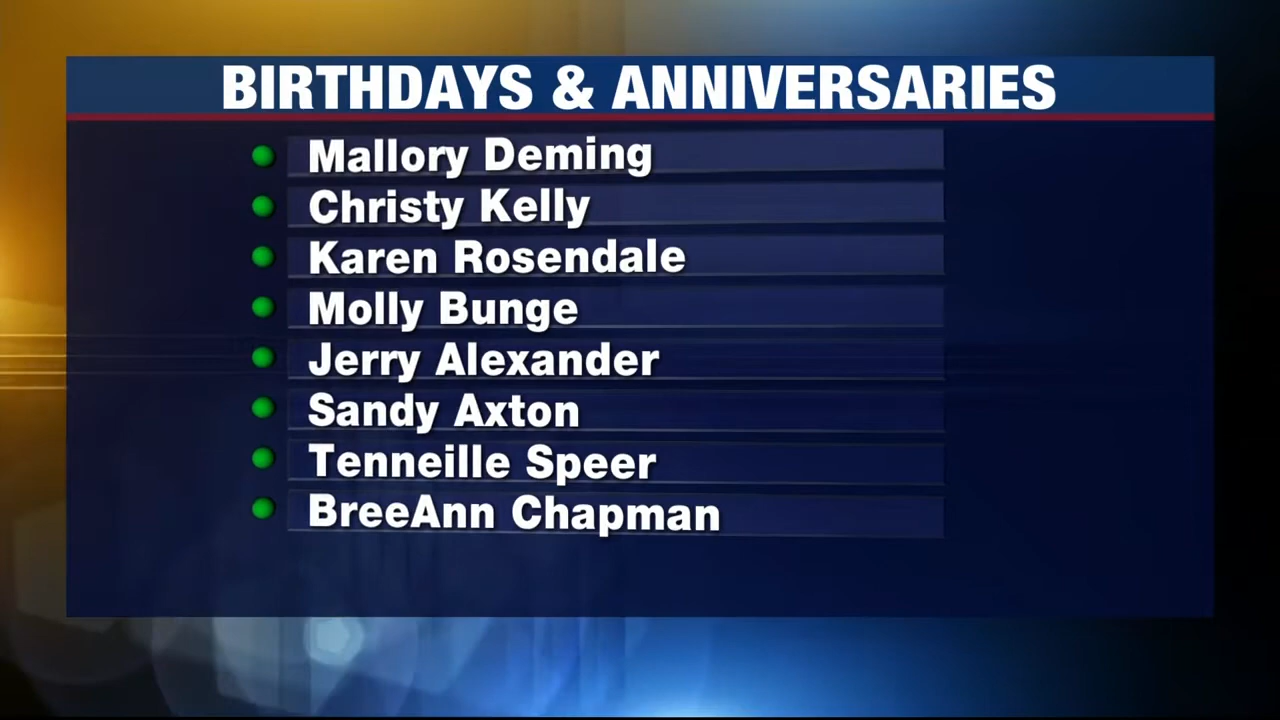 BIRTHDAYS & ANNIVERSARIES
Mallory Deming
Christy Kelly
Karen Rosendale
Molly Bunge
Jerry Alexander
Sandy Axton
Tenneille Speer
BreeAnn Chapman